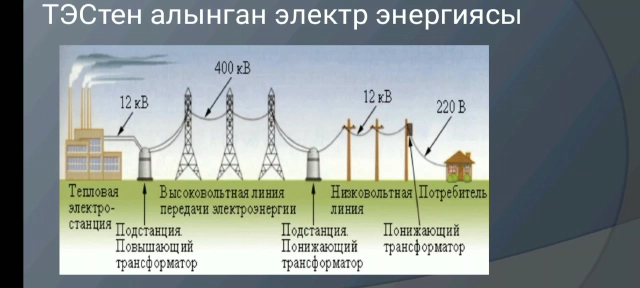 ТЭСтен алынган электр энергиясы
400 кВ
12 кВ
12 кВ
220 В
Тепловая
электро-
станция
Высоковольтная линия
передачи электроэнергии
Низковольтная
линия
Потребитель
Подстанция.
Повышающий
трансформатор
Подстанция.
Понижающий
трансформатор
Понижающий
трансформатор